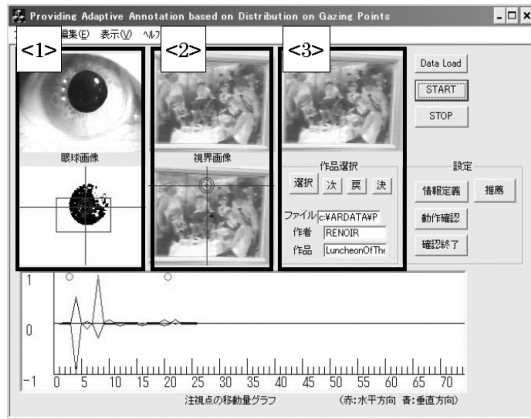 Providing Adaptive Annotation based on Distribution on Gazing Points
編集(E) 表示(V)
<1> <2> <3>
Data Load
START
STOP
眼球画像 視界画像
作品選択
選択 次 戻 決
ファイル c:¥ARDATA¥P
作者 RENOIR
作品 LuncheonOfThe
設定
情報定義 推薦
動作確認
確認終了
1
0
-1
0 5 10 15 20 25 30 35 40 45 50 55 60 65 70
注視点の移動量グラフ (赤:水平方向 青:垂直方向)